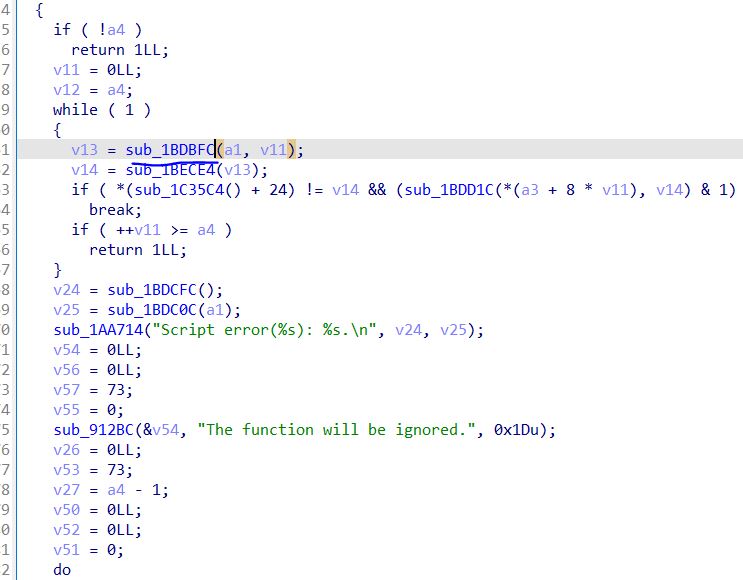 4 {
5 if ( !a4 )
6 return 1LL;
7 v11 = 0LL;
8 v12 = a4;
9 while ( 1 )
0 {
1 v13 = sub_1BDBFC(a1, v11);
2 v14 = sub_1BECE4(v13);
3 if ( *(sub_1C35C4() + 24) != v14 && (sub_1BDD1C(*(a3 + 8 * v11), v14) & 1)
4 break;
5 if ( ++v11 >= a4 )
6 return 1LL;
7 }
8 v24 = sub_1BDCFC();
9 v25 = sub_1BDC0C(a1);
0 sub_1AA714("Script error(%s): %s.\n", v24, v25);
1 v54 = 0LL;
2 v56 = 0LL;
3 v57 = 73;
4 v55 = 0;
5 sub_912BC(&v54, "The function will be ignored.", 0x1Du);
6 v26 = 0LL;
7 v53 = 73;
8 v27 = a4 - 1;
9 v50 = 0LL;
0 v52 = 0LL;
1 v51 = 0;
2 do